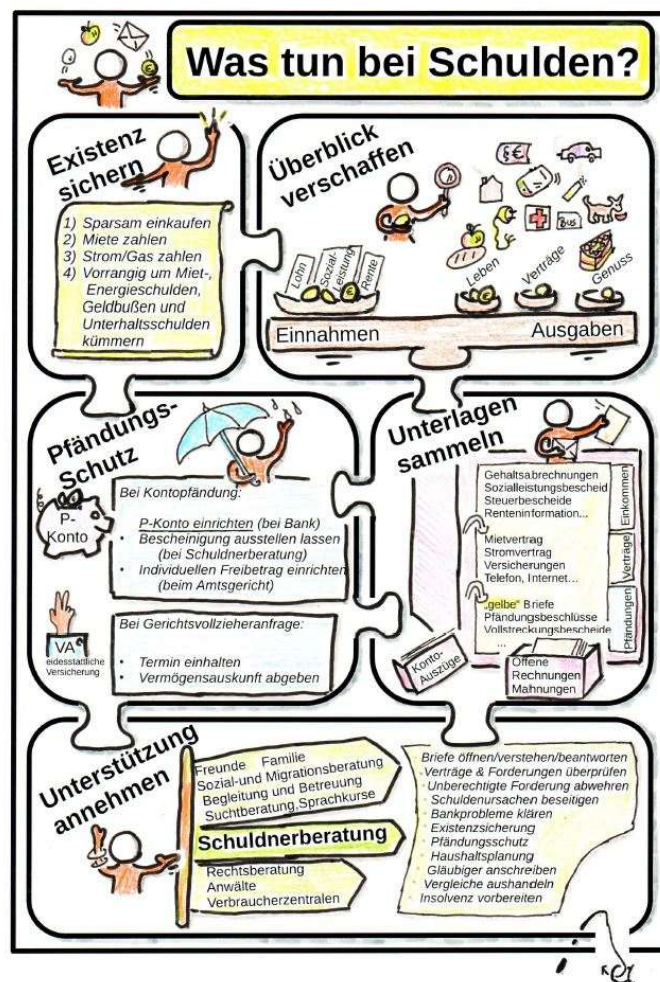 Was tun bei Schulden?
Existenz
sichern
1) Sparsam einkaufen
2) Miete zahlen
3) Strom/Gas zahlen
4) Vorrangig um Miet-,
Energieschulden,
Geldbußen und
Unterhaltsschulden
kümmern
Überblick
verschaffen
§€
BUS
Lohn
Sozial-
Leistung
Rente
Leben
Verträge
Genuss
Einnahmen
Ausgaben
Pfändungs-
Schutz
P-
Konto
Bei Kontopfändung:
P-Konto einrichten (bei Bank)
• Bescheinigung ausstellen lassen
(bei Schuldnerberatung)
• Individuellen Freibetrag einrichten
(beim Amtsgericht)
VA
eidesstattliche
Versicherung
Bei Gerichtsvollzieheranfrage:
• Termin einhalten
• Vermögensauskunft abgeben
Unterlagen
sammeln
Gehaltsabrechnungen
Sozialleistungsbescheid
Steuerbescheide
Renteninformation...
Einkommen
Mietvertrag
Stromvertrag
Versicherungen
Telefon, Internet...
Verträge
„gelbe" Briefe
Pfändungsbeschlüsse
Vollstreckungsbescheide
...
Pfändungen
Konto-
Auszüge
Offene
Rechnungen
Mahnungen
Unterstützung
annehmen
Freunde Familie
Sozial-und Migrationsberatung
Begleitung und Betreuung
Suchtberatung,Sprachkurse
Schuldnerberatung
Rechtsberatung
Anwälte
Verbraucherzentralen
Briefe öffnen/verstehen/beantworten
Verträge & Forderungen überprüfen
Unberechtigte Forderung abwehren
Schuldenursachen beseitigen
Bankprobleme klären
Existenzsicherung
Pfändungsschutz
Haushaltsplanung
Gläubiger anschreiben
Vergleiche aushandeln
Insolvenz vorbereiten